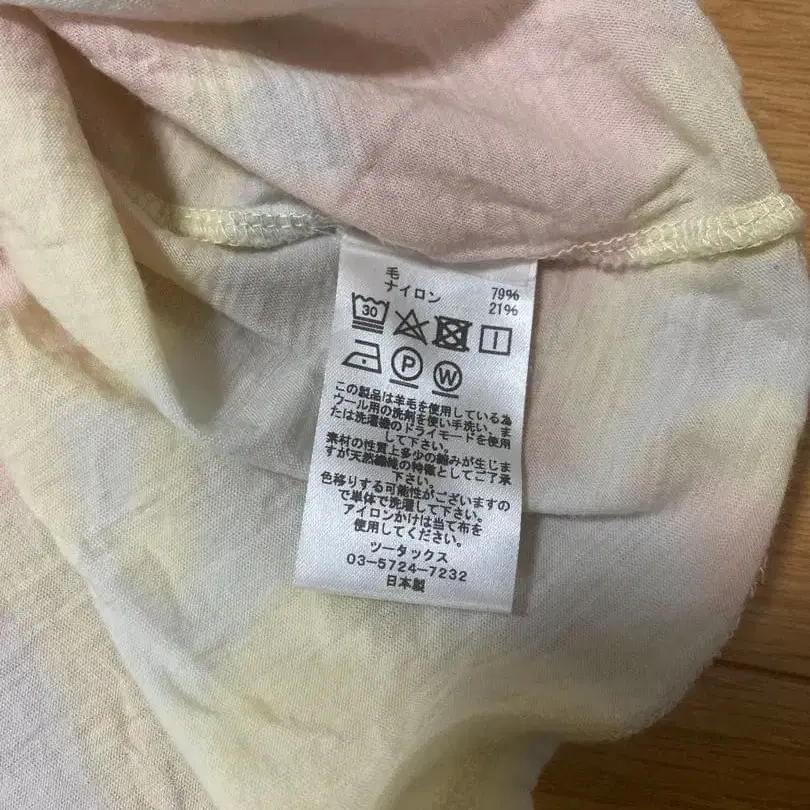 毛 79%
ナイロン 21%
30
P W
この製品は羊毛を使用している為
ウール用の洗剤を使い手洗い、ま
たは洗濯機のドライモードを使用
して下さい。
素材の性質上多少の縮みが生じま
すが天然繊維の特徴としてご了承
下さい。
色移りする可能性がございますの
で単体で洗濯して下さい。
アイロンかけは当て布を
使用してください。
ツータックス
03-5724-7232
日本製